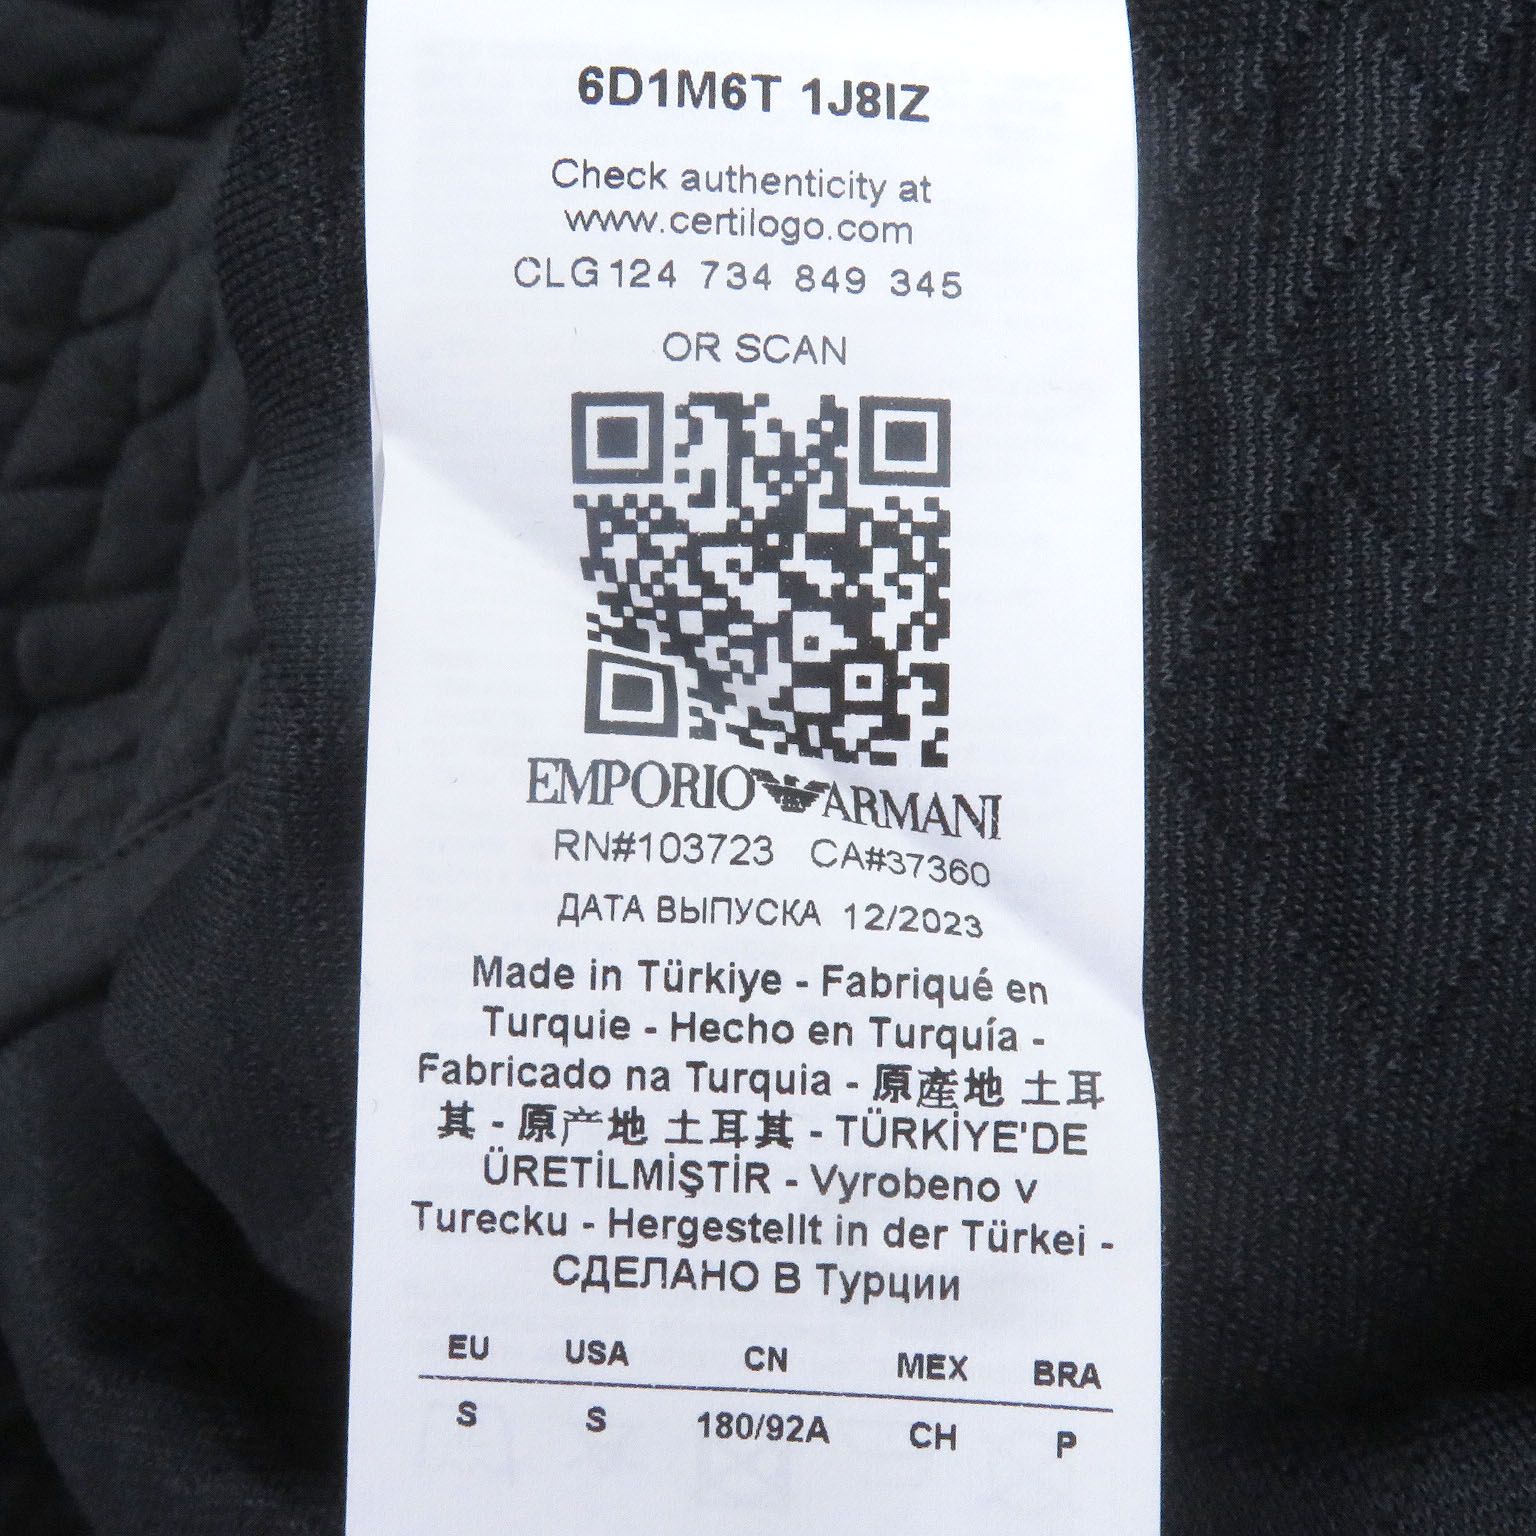 6D1M6T 1J8IZ
Check authenticity at
www.certilogo.com
CLG 124 734 849 345
OR SCAN
EMPORIO ARMANI
RN#103723 CA#37360
ДАТА ВЫПУСКА 12/2023
Made in Türkiye - Fabriqué en
Turquie - Hecho en Turquía -
Fabricado na Turquia - 原產地 土耳
其 - 原产地 土耳其 - TÜRKİYE'DE
ÜRETİLMİŞTİR - Vyrobeno v
Turecku - Hergestellt in der Türkei -
СДЕЛАНО В Турции
EU USA CN MEX BRA
S S 180/92A CH P